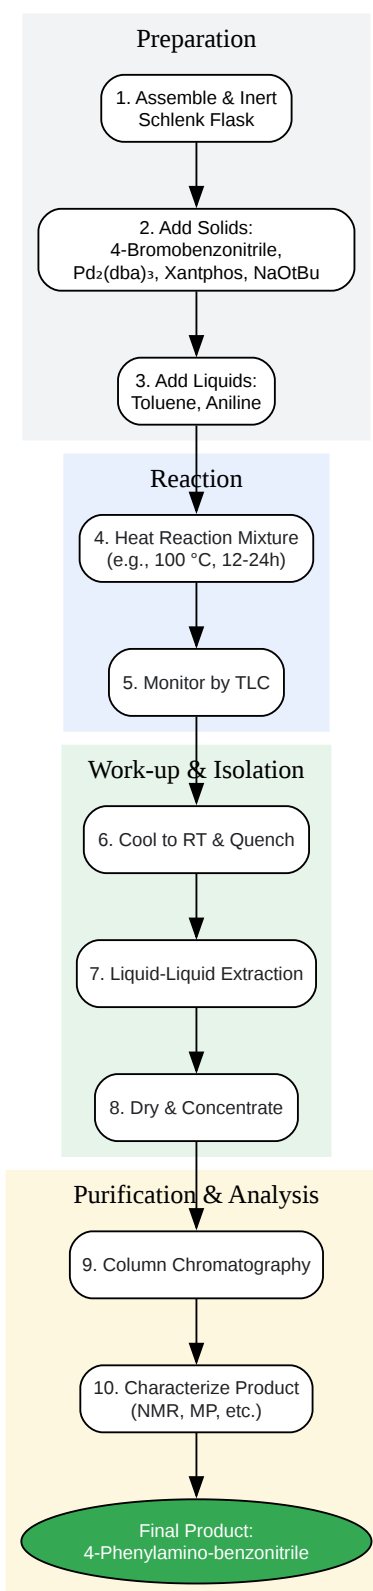 Preparation
1. Assemble & Inert
Schlenk Flask
2. Add Solids:
4-Bromobenzonitrile,
Pd₂(dba)₃, Xantphos, NaOtBu
3. Add Liquids:
Toluene, Aniline
Reaction
4. Heat Reaction Mixture
(e.g., 100 °C, 12-24h)
5. Monitor by TLC
Work-up & Isolation
6. Cool to RT & Quench
7. Liquid-Liquid Extraction
8. Dry & Concentrate
Purification & Analysis
9. Column Chromatography
10. Characterize Product
(NMR, MP, etc.)
Final Product:
4-Phenylamino-benzonitrile